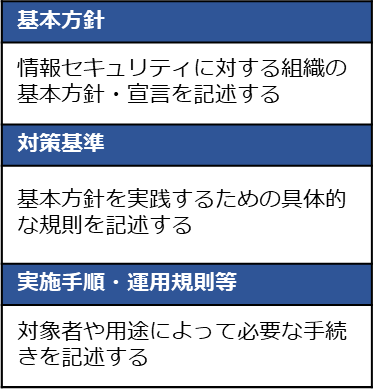 基本方針
情報セキュリティに対する組織の
基本方針・宣言を記述する
対策基準
基本方針を実践するための具体的
な規則を記述する
実施手順・運用規則等
対象者や用途によって必要な手続
きを記述する